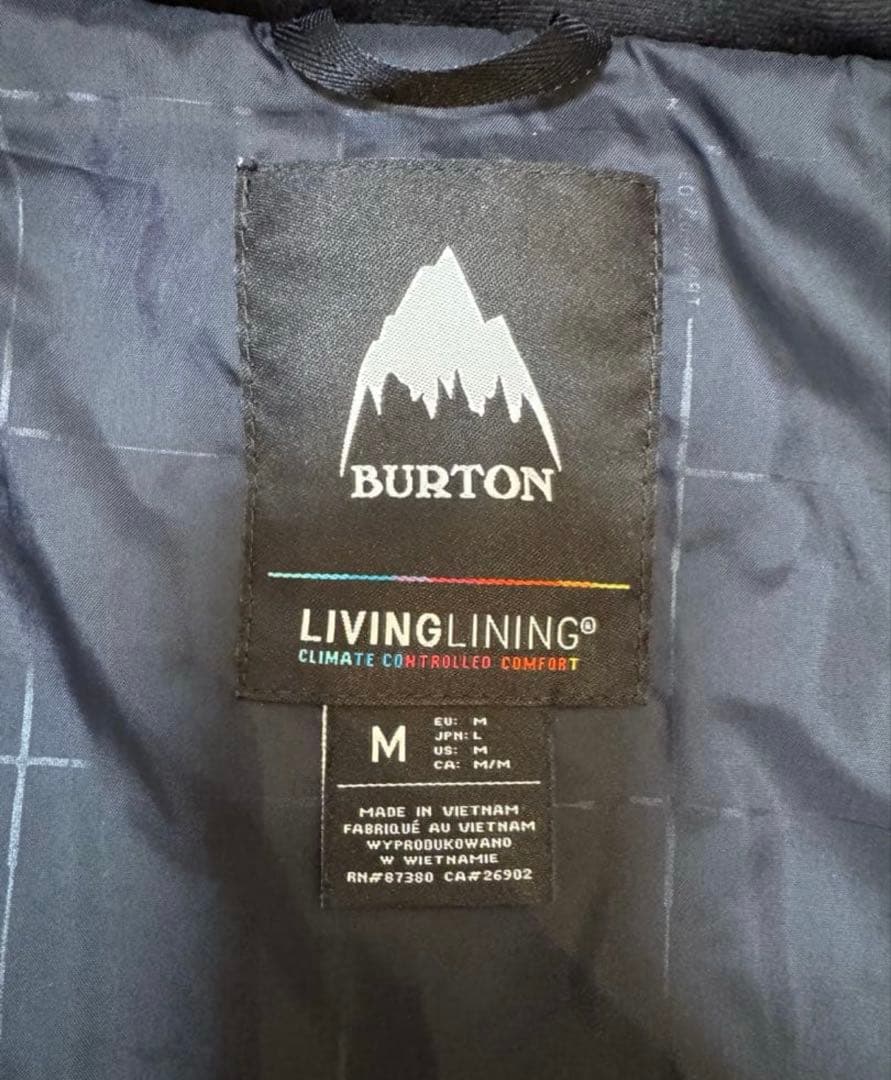 BURTON
LIVINGLINING®
CLIMATE CONTROLLED COMFORT
M
EU: M
JPN: L
US: M
CA: M/M
MADE IN VIETNAM
FABRIQUÉ AU VIETNAM
WYPRODUKOWANO
W WIETNAMIE
RN#87380 CA#26902